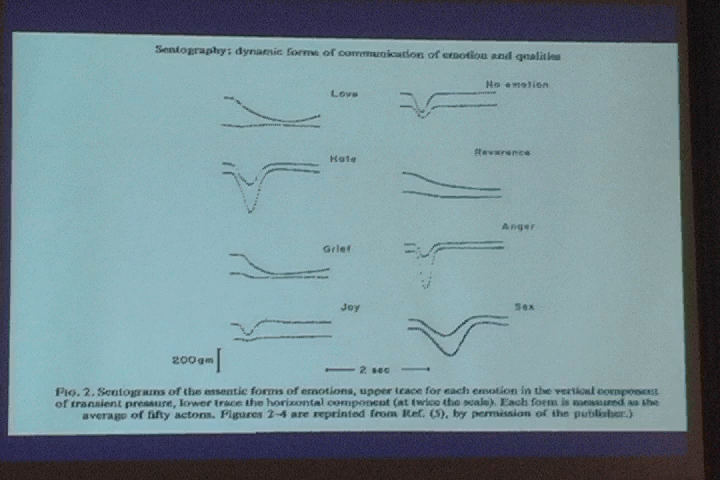 Sentography; dynamic forms of communication of emotion and qualities
Love
No emotion
Hate
Reverence
Anger
Grief
Joy
Sex
200gm
2 sec
FIG. 2. Sentograms of the essentic forms of emotions, upper trace for each emotion in the vertical component
of transient pressure, lower trace the horizontal component (at twice the scale). Each form is measured as the
average of fifty actons. Figures 2-4 are reprinted from Ref. (5), by permission of the publisher.)